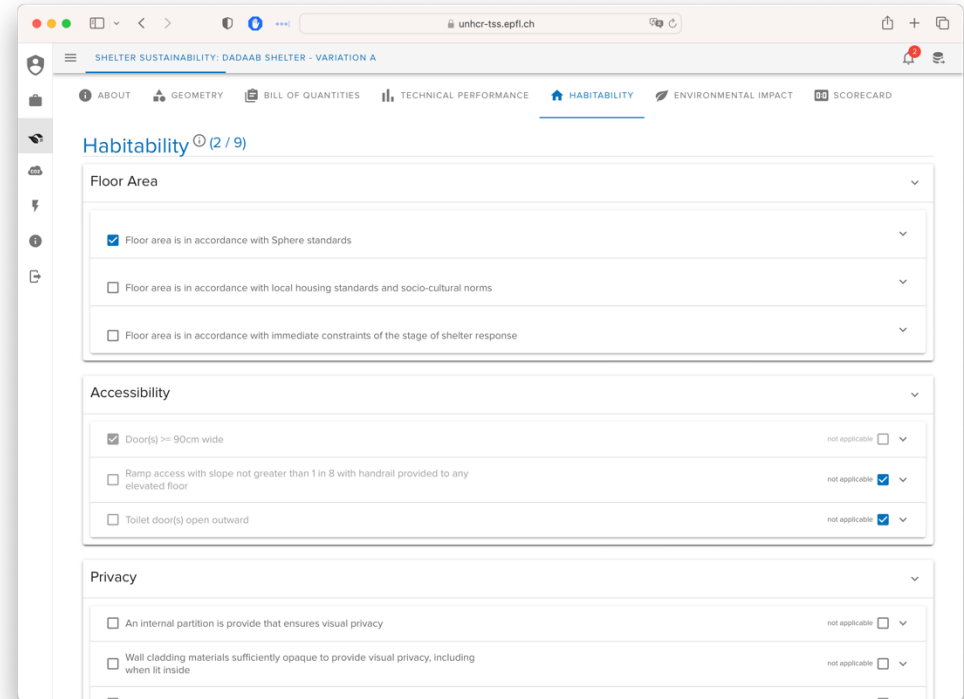 unhcr-tss.epfl.ch
SHELTER SUSTAINABILITY: DADAAB SHELTER - VARIATION A
2
ABOUT
GEOMETRY
BILL OF QUANTITIES
TECHNICAL PERFORMANCE
HABITABILITY
ENVIRONMENTAL IMPACT
SCORECARD
Habitability (2 / 9)
Floor Area
Floor area is in accordance with Sphere standards
Floor area is in accordance with local housing standards and socio-cultural norms
Floor area is in accordance with immediate constraints of the stage of shelter response
Accessibility
Door(s) >= 90cm wide
not applicable
Ramp access with slope not greater than 1 in 8 with handrail provided to any
elevated floor
not applicable
Toilet door(s) open outward
not applicable
Privacy
An internal partition is provide that ensures visual privacy
not applicable
Wall cladding materials sufficiently opaque to provide visual privacy, including
when lit inside
not applicable